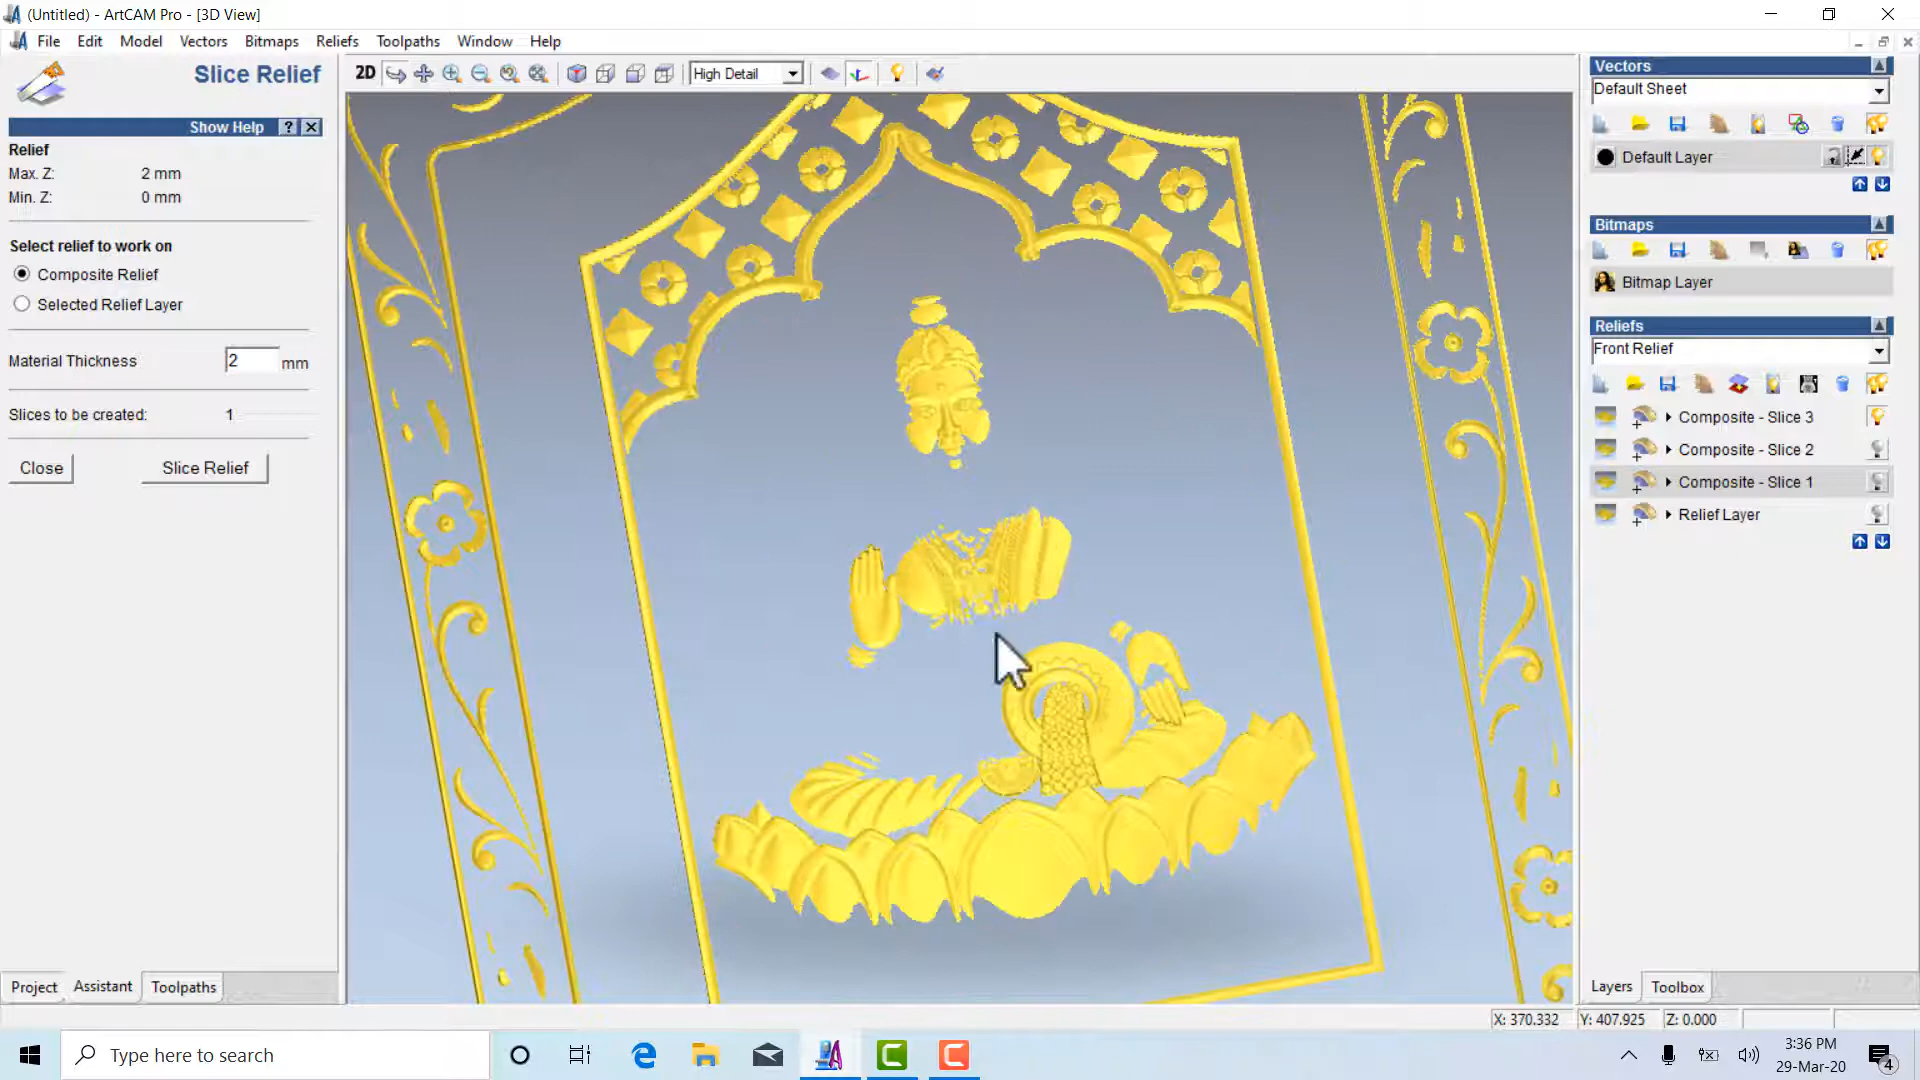 (Untitled) - ArtCAM Pro - [3D View]
File Edit Model Vectors Bitmaps Reliefs Toolpaths Window Help
Slice Relief
Show Help ?
Relief
Max. Z: 2 mm
Min. Z: 0 mm
Select relief to work on
Composite Relief
Selected Relief Layer
Material Thickness 2 mm
Slices to be created: 1
Close Slice Relief
Project Assistant Toolpaths
2D High Detail
Vectors
Default Sheet
Default Layer
Bitmaps
Bitmap Layer
Reliefs
Front Relief
Composite - Slice 3
Composite - Slice 2
Composite - Slice 1
Relief Layer
Layers Toolbox
X: 370.332 Y: 407.925 Z: 0.000
Type here to search
3:36 PM
29-Mar-20
4